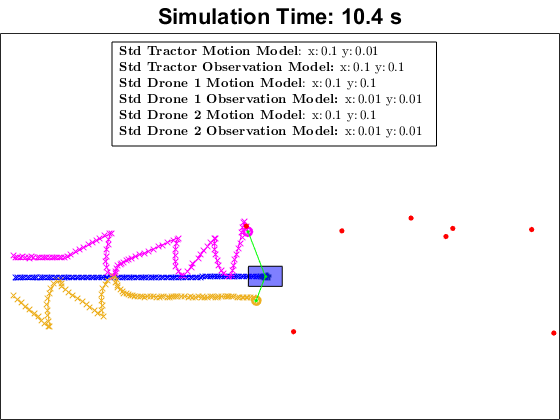 Simulation Time: 10.4 s
Std Tractor Motion Model: x: 0.1 y: 0.01
Std Tractor Observation Model: x: 0.1 y: 0.1
Std Drone 1 Motion Model: x: 0.1 y: 0.1
Std Drone 1 Observation Model: x: 0.01 y: 0.01
Std Drone 2 Motion Model: x: 0.1 y: 0.1
Std Drone 2 Observation Model: x: 0.01 y: 0.01